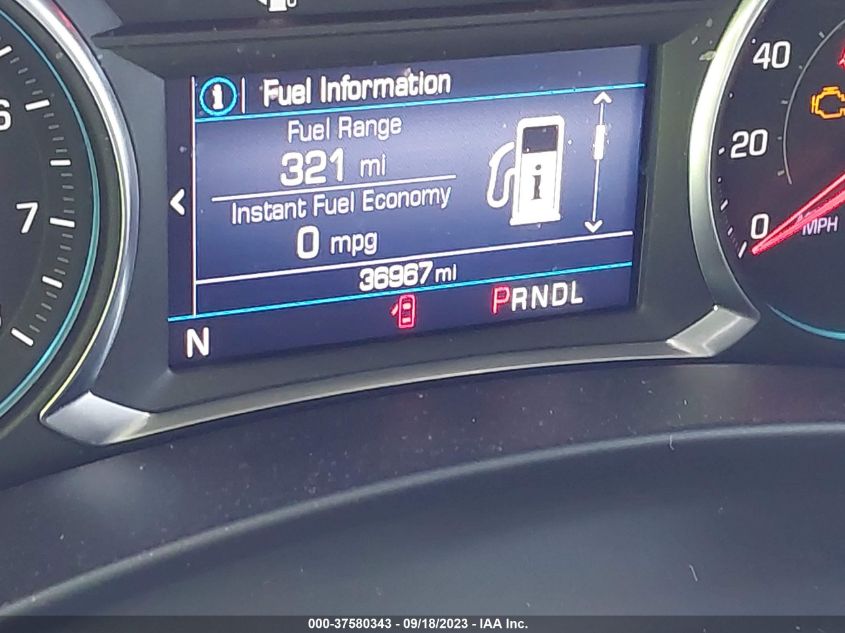 Fuel Information
Fuel Range
321 mi
Instant Fuel Economy
0 mpg
36967 mi
N
PRNDL
6
7
40
20
0
MPH
000-37580343 - 09/18/2023 - IAA Inc.